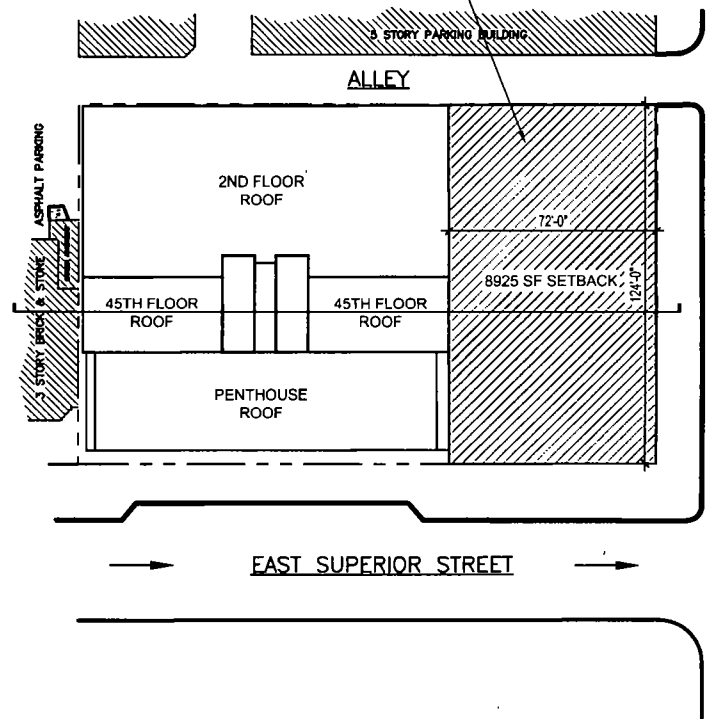 5 STORY PARKING BUILDING
ALLEY
ASPHALT PARKING
2ND FLOOR
ROOF
72'-0"
8925 SF SETBACK
124'-0"
45TH FLOOR
ROOF
45TH FLOOR
ROOF
3 STORY BRICK & STONE
PENTHOUSE
ROOF
EAST SUPERIOR STREET